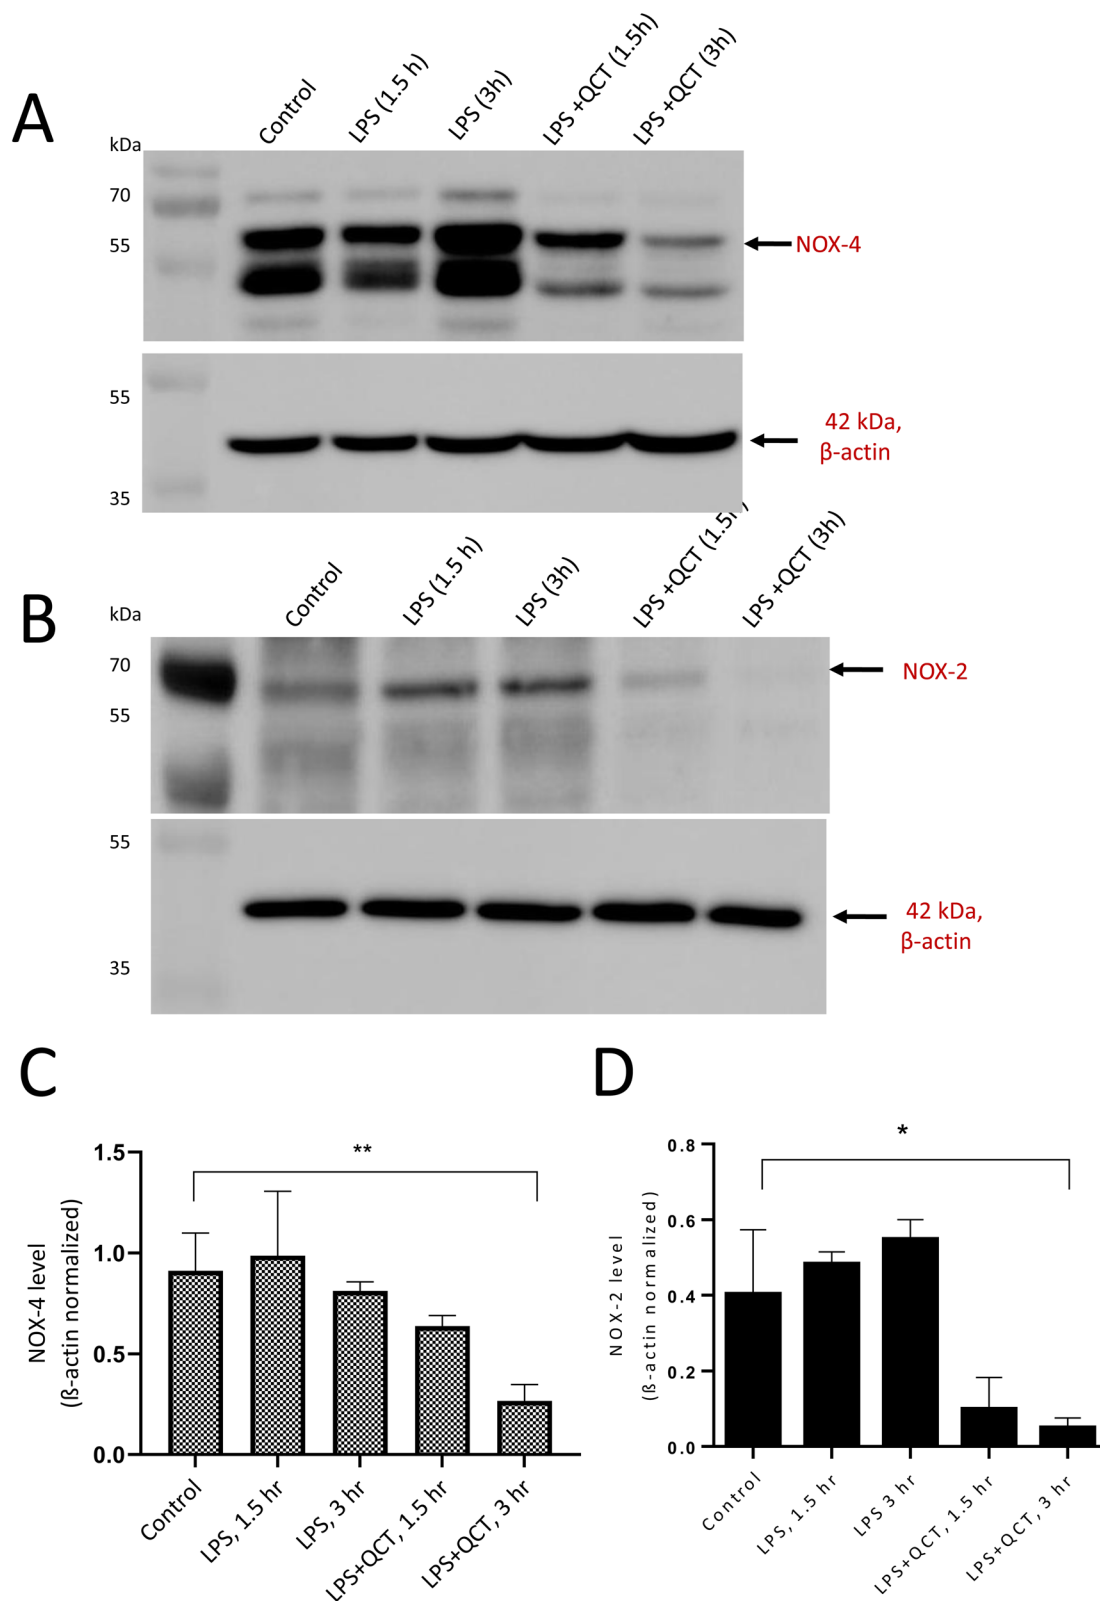 A
kDa
Control
LPS (1.5 h)
LPS (3h)
LPS +QCT (1.5h)
LPS +QCT (3h)
70
55
NOX-4
55
35
42 kDa,
β-actin
B
kDa
Control
LPS (1.5 h)
LPS (3h)
LPS +QCT (1.5h)
LPS +QCT (3h)
70
55
NOX-2
55
35
42 kDa,
β-actin
C
NOX-4 level
(ß-actin normalized)
1.5
1.0
0.5
0.0
**
Control
LPS, 1.5 hr
LPS, 3 hr
LPS+QCT, 1.5 hr
LPS+QCT, 3 hr
D
NOX-2 level
(ß-actin normalized)
0.8
0.6
0.4
0.2
0.0
*
Control
LPS, 1.5 hr
LPS 3 hr
LPS+QCT, 1.5 hr
LPS+QCT, 3 hr